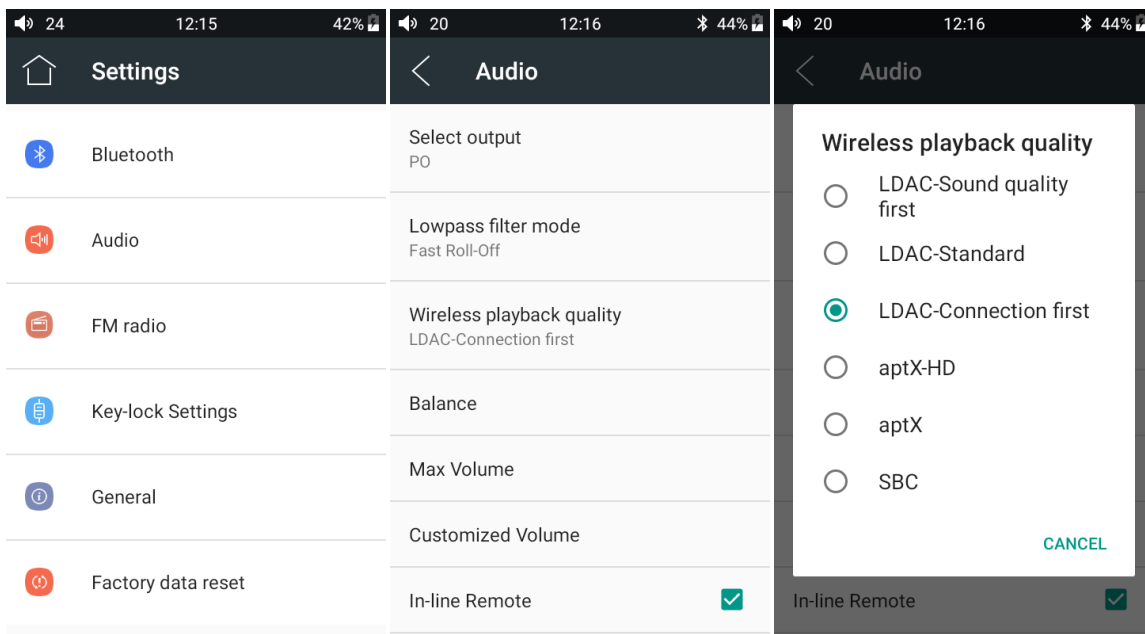 24 12:15 42%
Settings
Bluetooth
Audio
FM radio
Key-lock Settings
General
Factory data reset
20 12:16 44%
Audio
Select output
PO
Lowpass filter mode
Fast Roll-Off
Wireless playback quality
LDAC-Connection first
Balance
Max Volume
Customized Volume
In-line Remote
20 12:16 44%
Audio
Wireless playback quality
LDAC-Sound quality
first
LDAC-Standard
LDAC-Connection first
aptX-HD
aptX
SBC
CANCEL
In-line Remote